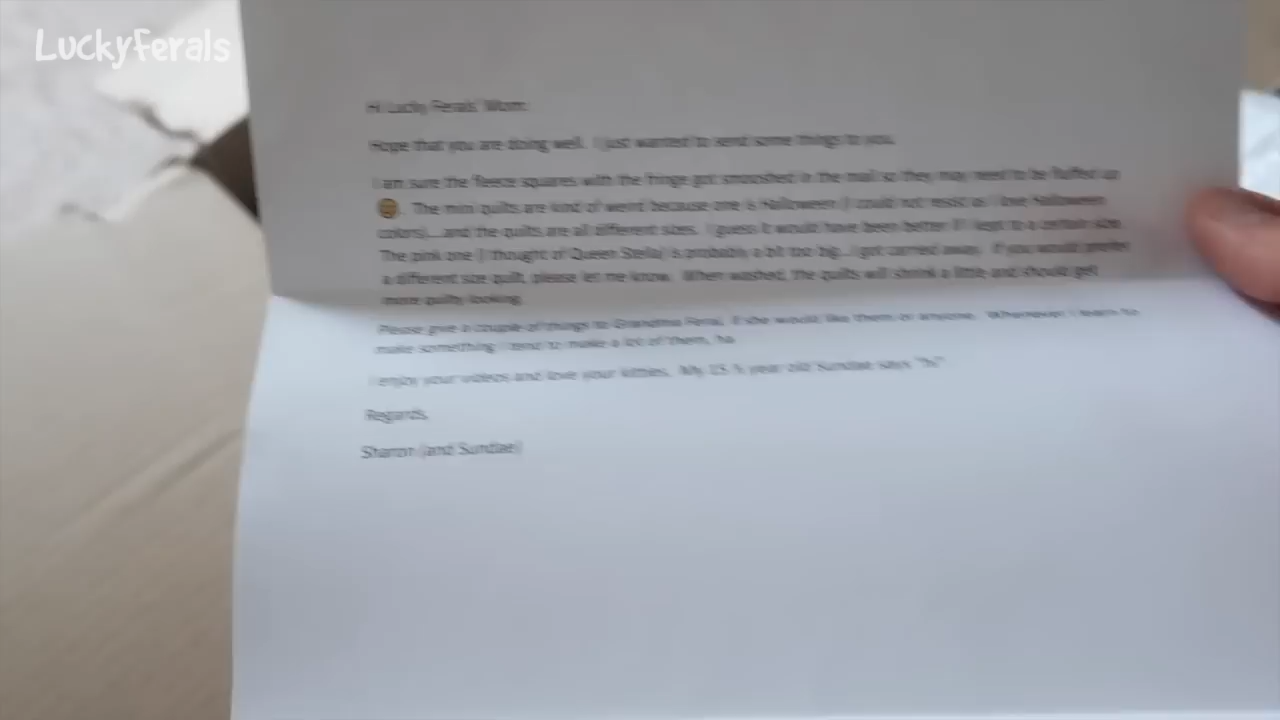 LuckyFerals
Hi Lucky Ferals' Mom:
Hope that you are doing well. I just wanted to send some things to you.
I am sure the fleece squares with the fringe got smooshed in the mail so they may need to be fluffed up
. The mini quilts are kind of weird because one is Halloween (I could not resist as I love Halloween
colors)...and the quilts are all different sizes. I guess it would have been better if I kept to a certain size.
The pink one (I thought of Queen Stella) is probably a bit too big...I got carried away. If you would prefer
a different size quilt, please let me know. When washed, the quilts will shrink a little and should get
more quilty looking.
Please give a couple of things to Grandma Feral, if she would like them or anyone. Whenever I learn to
make something I tend to make a lot of them, ha.
I enjoy your videos and love your kitties. My 15 ½ year old Sundae says "hi".
Regards,
Sharon (and Sundae)